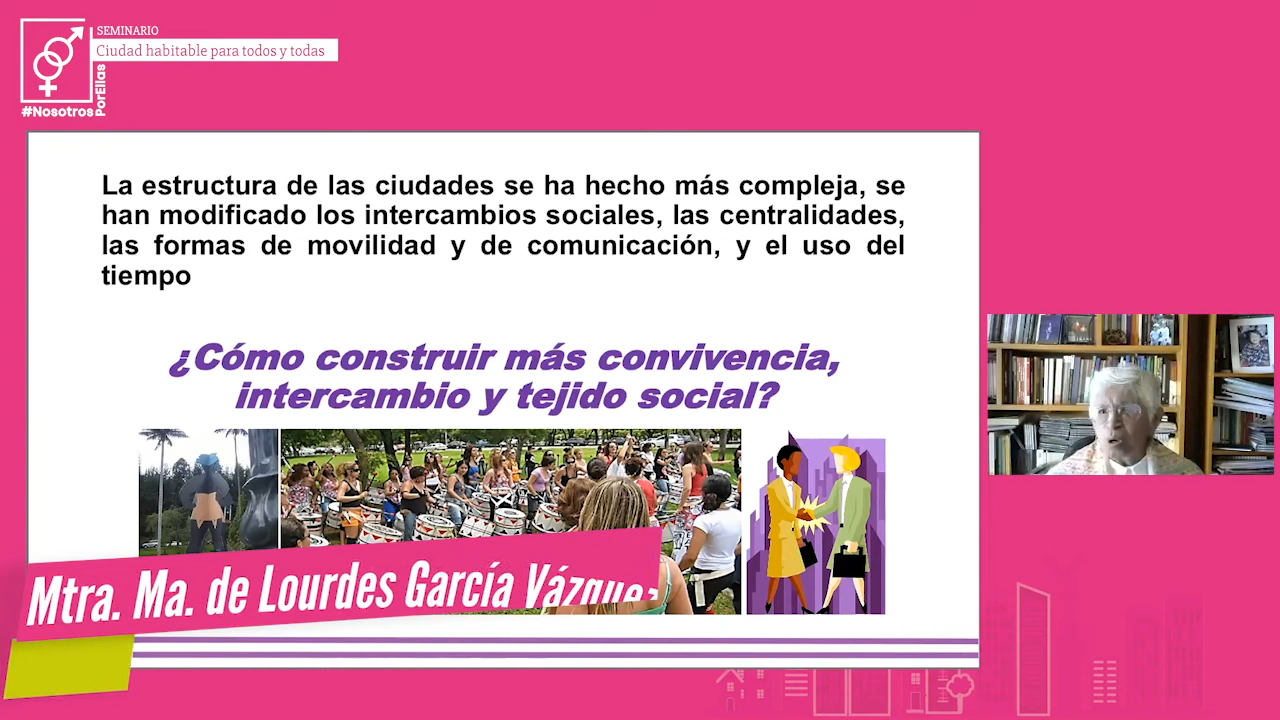 SEMINARIO
Ciudad habitable para todos y todas
#Nosotros
PorEllas
La estructura de las ciudades se ha hecho más compleja, se
han modificado los intercambios sociales, las centralidades,
las formas de movilidad y de comunicación, y el uso del
tiempo
¿Cómo construir más convivencia,
intercambio y tejido social?
Mtra. Ma. de Lourdes García Vázquez